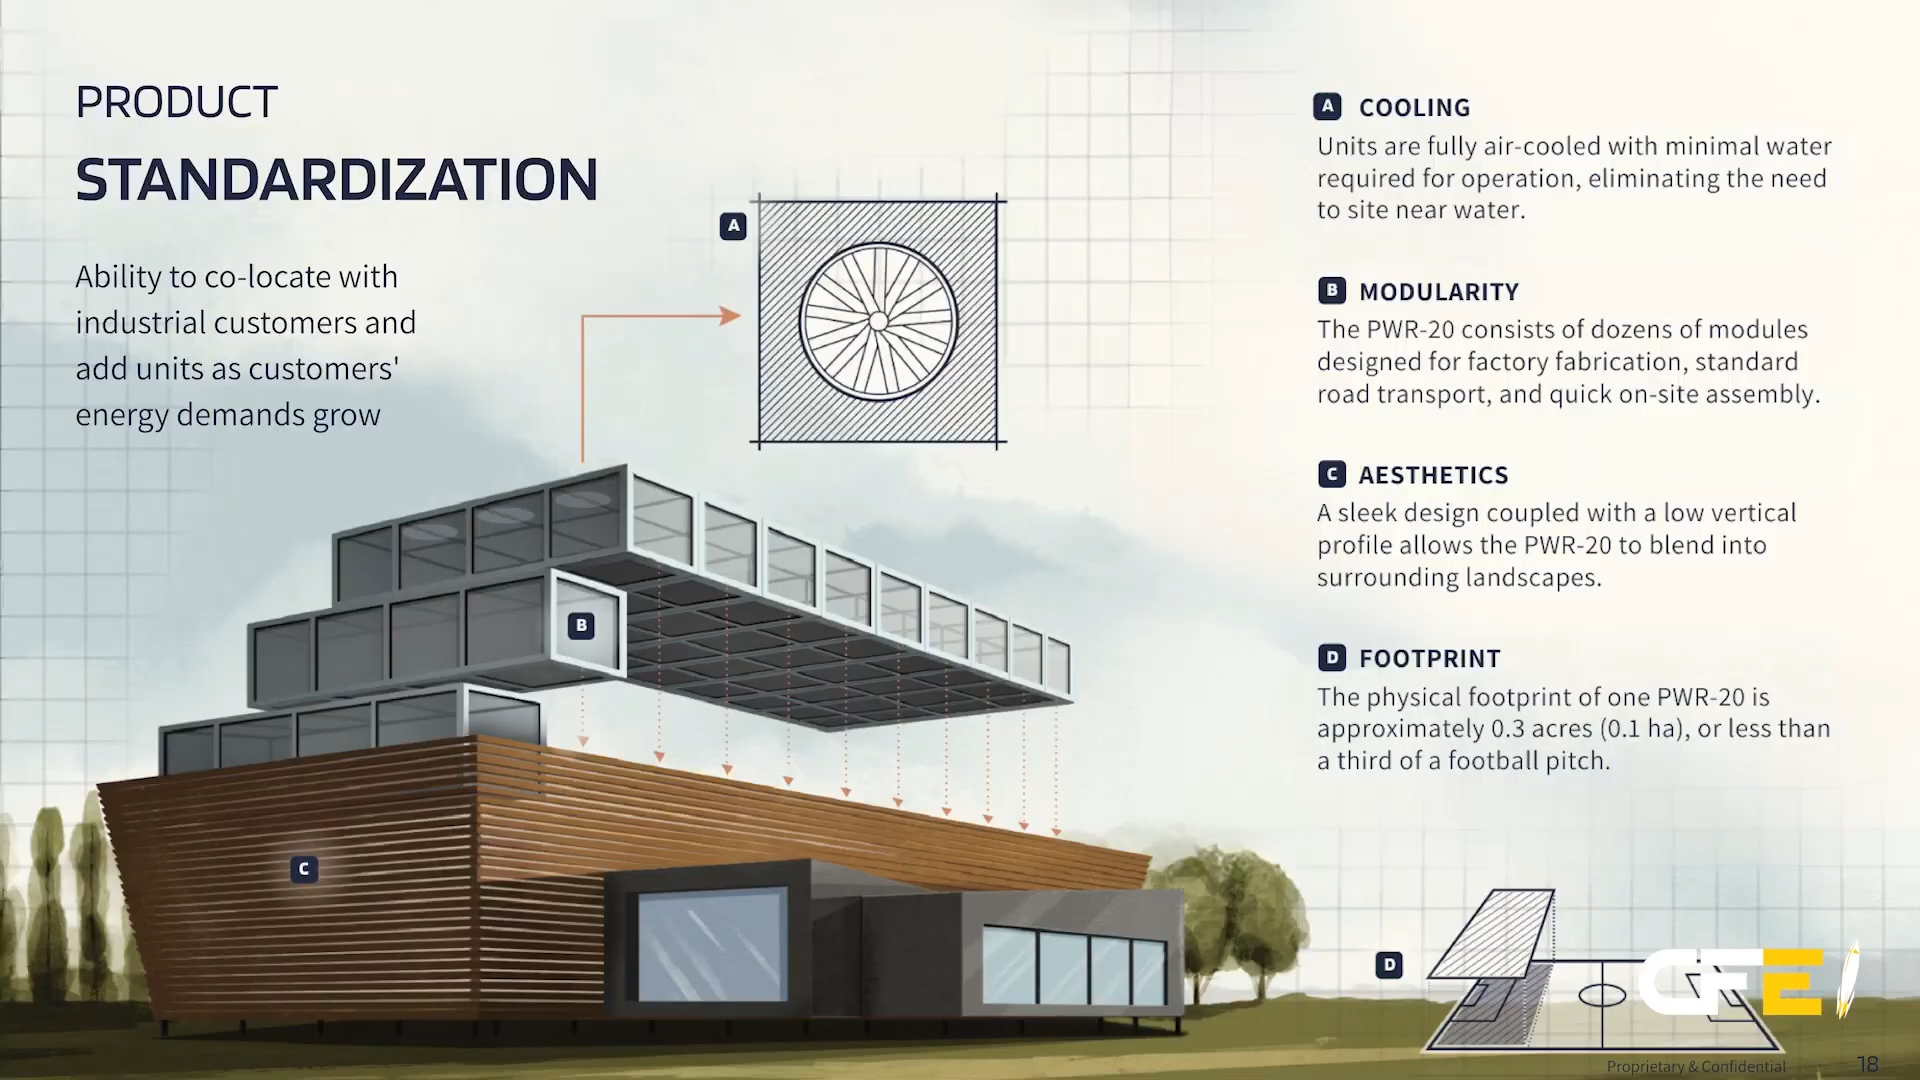 PRODUCT
STANDARDIZATION
Ability to co-locate with
industrial customers and
add units as customers'
energy demands grow
A
B
C
D
A COOLING
Units are fully air-cooled with minimal water
required for operation, eliminating the need
to site near water.
B MODULARITY
The PWR-20 consists of dozens of modules
designed for factory fabrication, standard
road transport, and quick on-site assembly.
C AESTHETICS
A sleek design coupled with a low vertical
profile allows the PWR-20 to blend into
surrounding landscapes.
D FOOTPRINT
The physical footprint of one PWR-20 is
approximately 0.3 acres (0.1 ha), or less than
a third of a football pitch.
CFE
Proprietary & Confidential
18